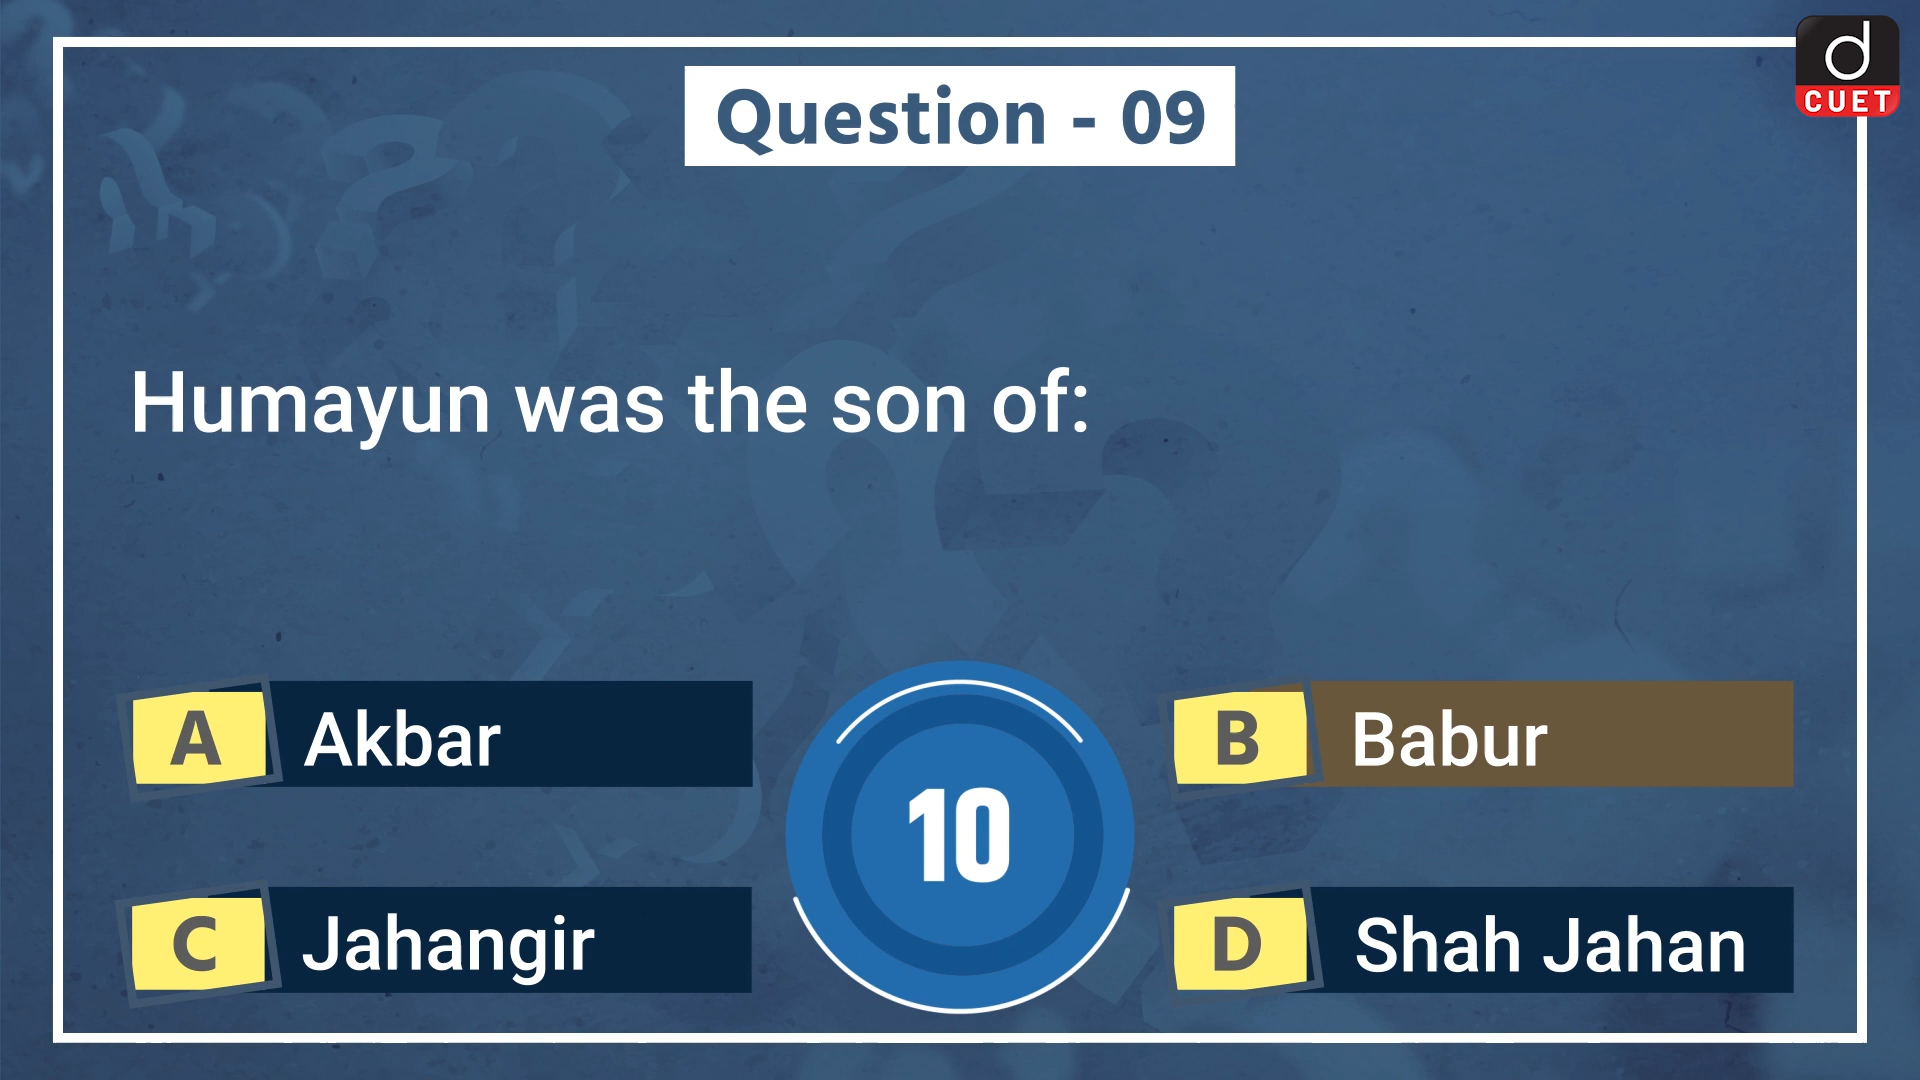 d
CUET
Question - 09
Humayun was the son of:
A Akbar
B Babur
10
C Jahangir
D Shah Jahan